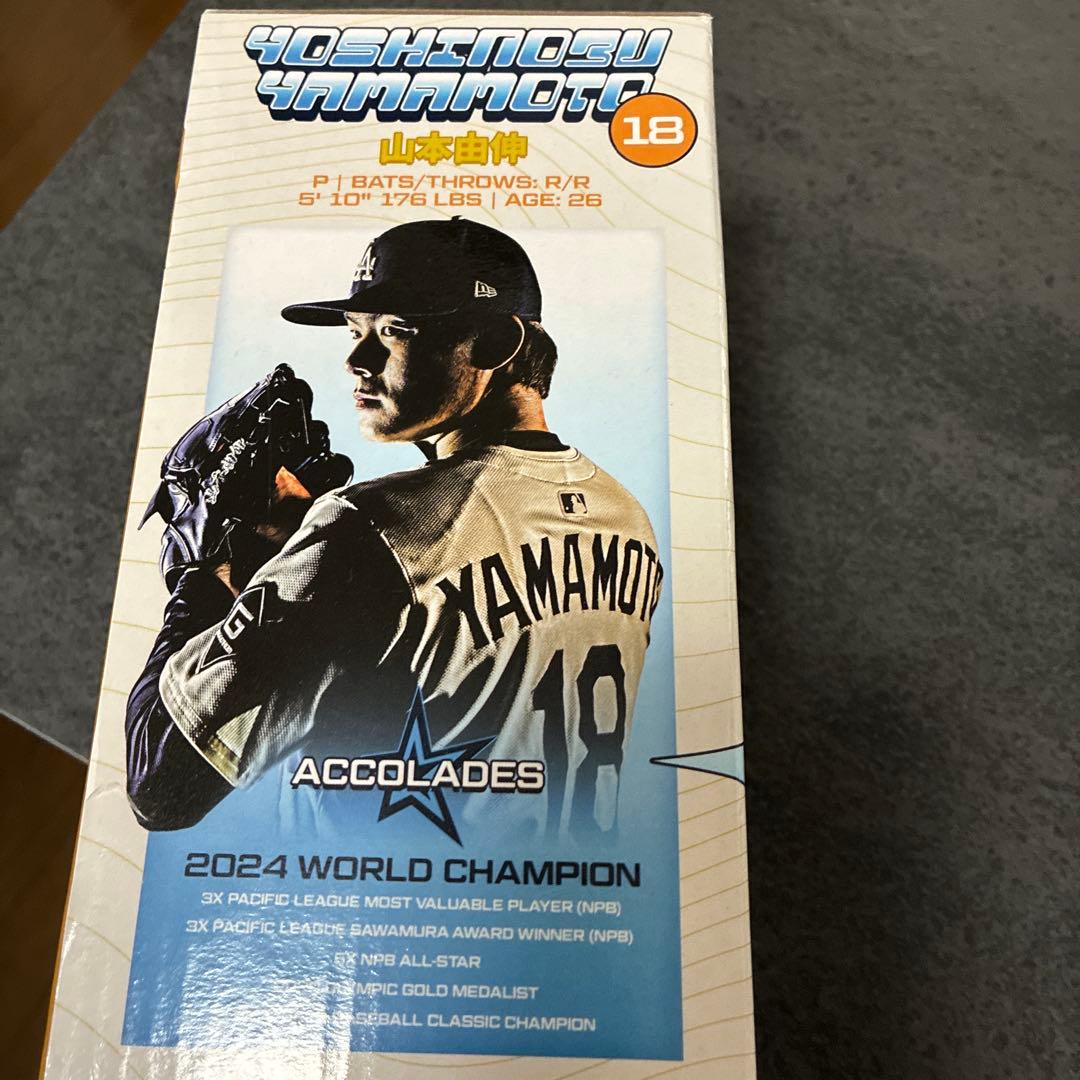 YOSHINOBU
YAMAMOTO
18
山本由伸
P | BATS/THROWS: R/R
5' 10" 176 LBS | AGE: 26
LA
YAMAMOTO
18
ACCOLADES
2024 WORLD CHAMPION
3X PACIFIC LEAGUE MOST VALUABLE PLAYER (NPB)
3X PACIFIC LEAGUE SAWAMURA AWARD WINNER (NPB)
NPB ALL-STAR
OLYMPIC GOLD MEDALIST
BASEBALL CLASSIC CHAMPION